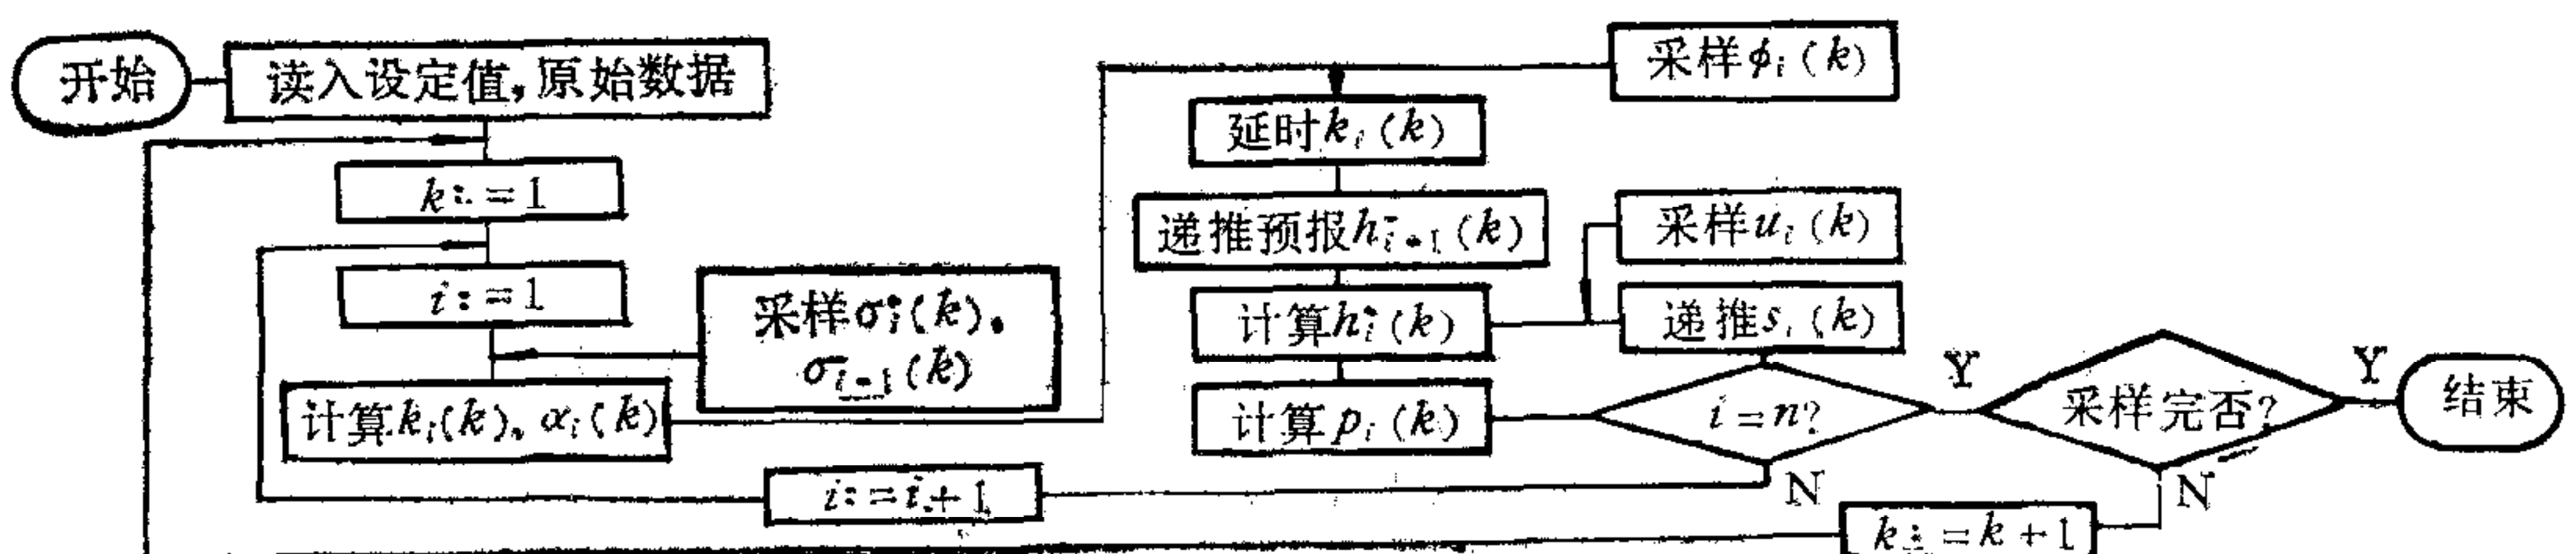 开始
读入设定值,原始数据
k:=1
i:=1
采样σᵢ*(k)、
σᵢ₋₁(k)
计算kᵢ(k)、αᵢ(k)
i:=i+1
采样φᵢ(k)
延时kᵢ(k)
递推预报h⁻ᵢ₊₁(k)
采样uᵢ(k)
计算hᵢ*(k)
递推sᵢ(k)
计算pᵢ(k)
i=n?
Y
N
采样完否?
Y
N
结束
k:=k+1